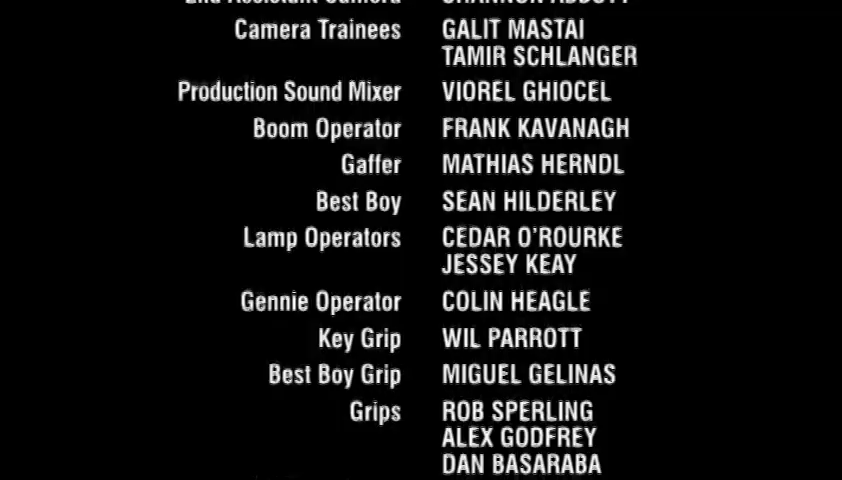 Camera Trainees GALIT MASTAI
TAMIR SCHLANGER
Production Sound Mixer VIOREL GHIOCEL
Boom Operator FRANK KAVANAGH
Gaffer MATHIAS HERNDL
Best Boy SEAN HILDERLEY
Lamp Operators CEDAR O'ROURKE
JESSEY KEAY
Gennie Operator COLIN HEAGLE
Key Grip WIL PARROTT
Best Boy Grip MIGUEL GELINAS
Grips ROB SPERLING
ALEX GODFREY
DAN BASARABA